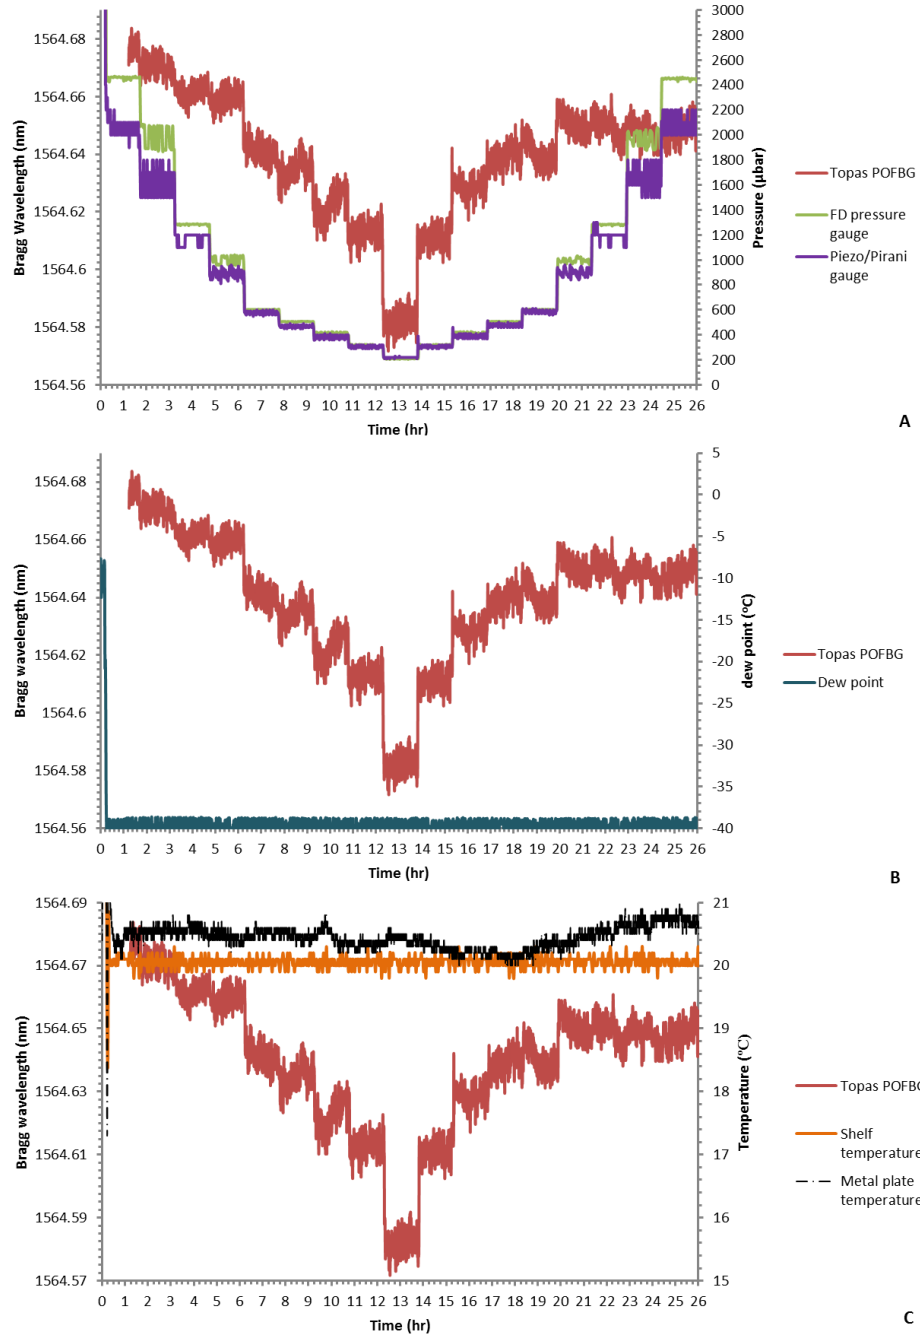 1564.68
1564.66
1564.64
1564.62
1564.6
1564.58
1564.56
Bragg Wavelength (nm)
3000
2800
2600
2400
2200
2000
1800
1600
1400
1200
1000
800
600
400
200
0
Pressure (µbar)
0 1 2 3 4 5 6 7 8 9 10 11 12 13 14 15 16 17 18 19 20 21 22 23 24 25 26
Time (hr)
Topas POFBG
FD pressure
gauge
Piezo/Pirani
gauge
A
1564.68
1564.66
1564.64
1564.62
1564.6
1564.58
1564.56
Bragg wavelength (nm)
5
0
-5
-10
-15
-20
-25
-30
-35
-40
dew point (°C)
0 1 2 3 4 5 6 7 8 9 10 11 12 13 14 15 16 17 18 19 20 21 22 23 24 25 26
Time (hr)
Topas POFBG
Dew point
B
1564.69
1564.67
1564.65
1564.63
1564.61
1564.59
1564.57
Bragg wavelength (nm)
21
20
19
18
17
16
15
Temperature (°C)
0 1 2 3 4 5 6 7 8 9 10 11 12 13 14 15 16 17 18 19 20 21 22 23 24 25 26
Time (hr)
Topas POFBG
Shelf
temperature
Metal plate
temperature
C